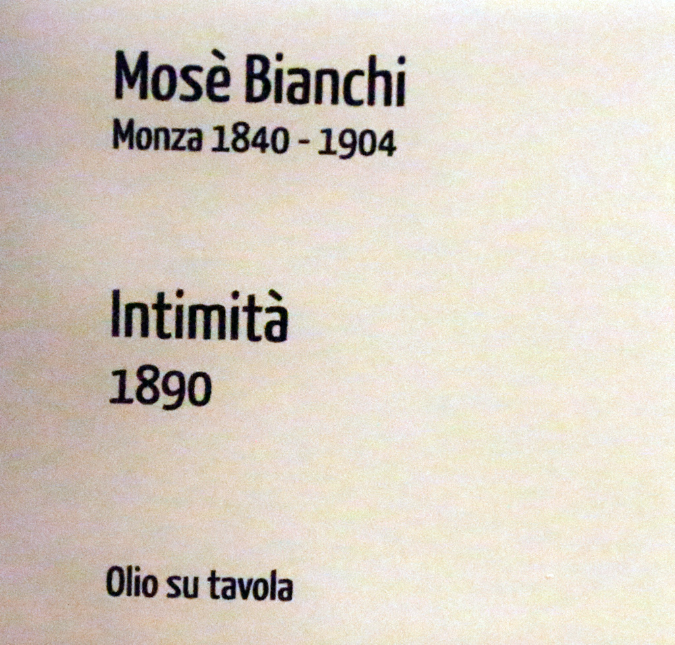 Mosè Bianchi
Monza 1840 - 1904
Intimità
1890
Olio su tavola